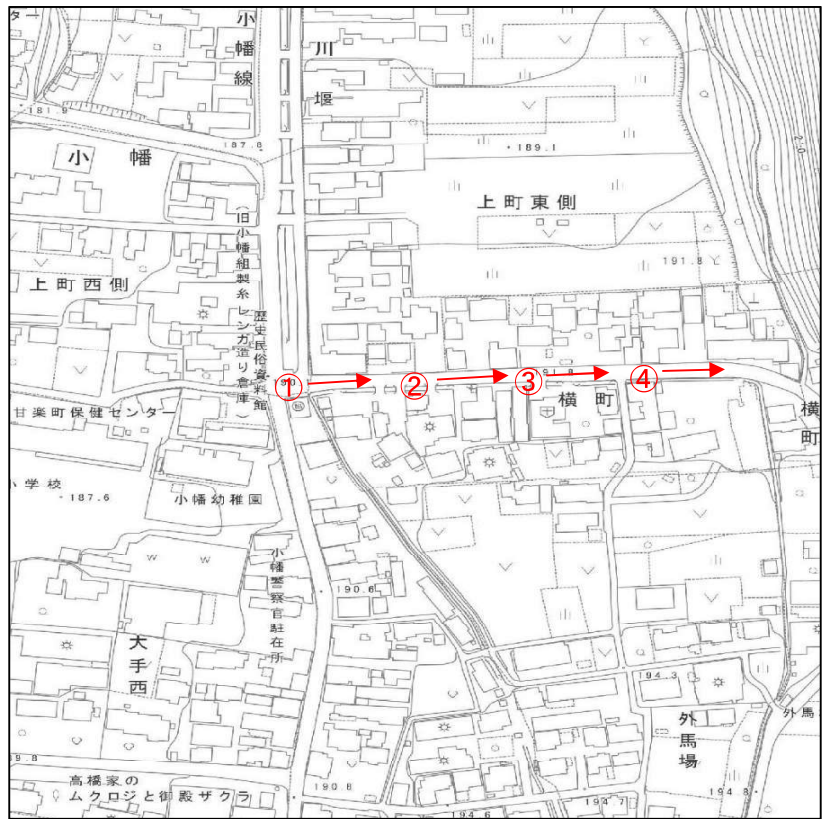 ター
小幡線
川堰
181.9
187.8
小幡
189.1
上町東側
191.8
上町西側
（旧小幡組製糸レンガ造り倉庫）
歴史民俗資料館
①
②
③
④
横町
横町
甘楽町保健センター
小学校
187.6
小幡幼稚園
小幡警察官駐在所
190.6
大手西
194.3
外馬場
外馬
高橋家の
ムクロジと御殿ザクラ
190.8
194.6
194.7
194.8